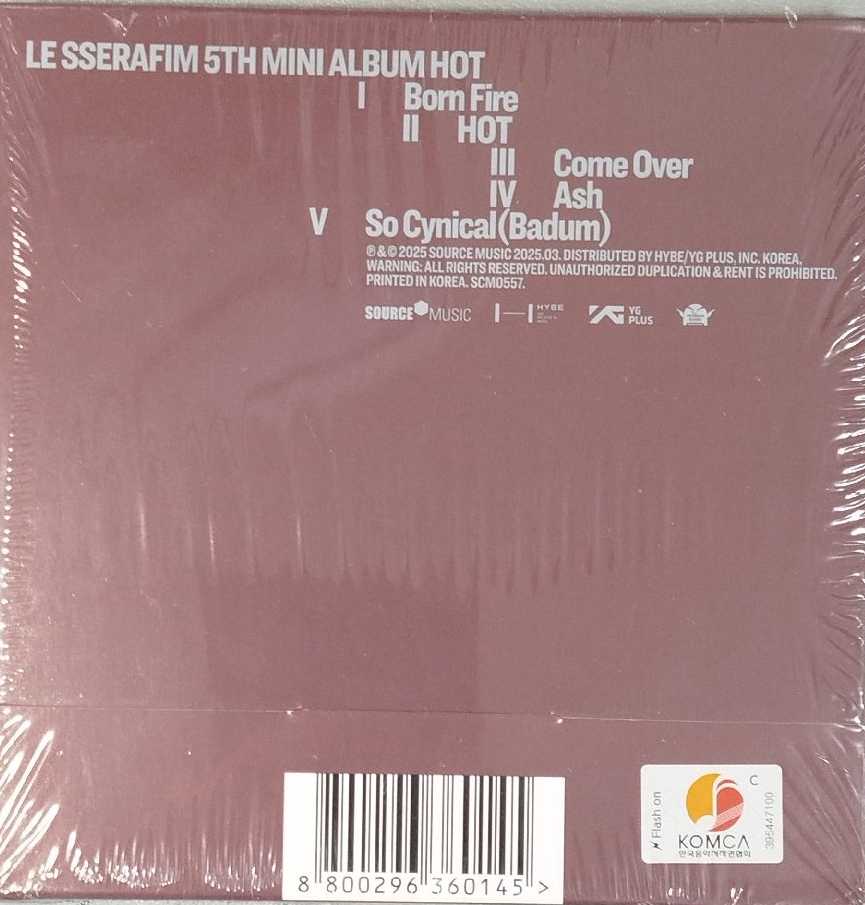 LE SSERAFIM 5TH MINI ALBUM HOT
I Born Fire
II HOT
III Come Over
IV Ash
V So Cynical (Badum)
℗ & © 2025 SOURCE MUSIC 2025.03. DISTRIBUTED BY HYBE/YG PLUS, INC. KOREA,
WARNING: ALL RIGHTS RESERVED. UNAUTHORIZED DUPLICATION & RENT IS PROHIBITED.
PRINTED IN KOREA. SCM0557.
SOURCE MUSIC HYBE YG PLUS
Flash on
C
KOMCA
한국음악저작권협회
395447100
8 800296 360145 >